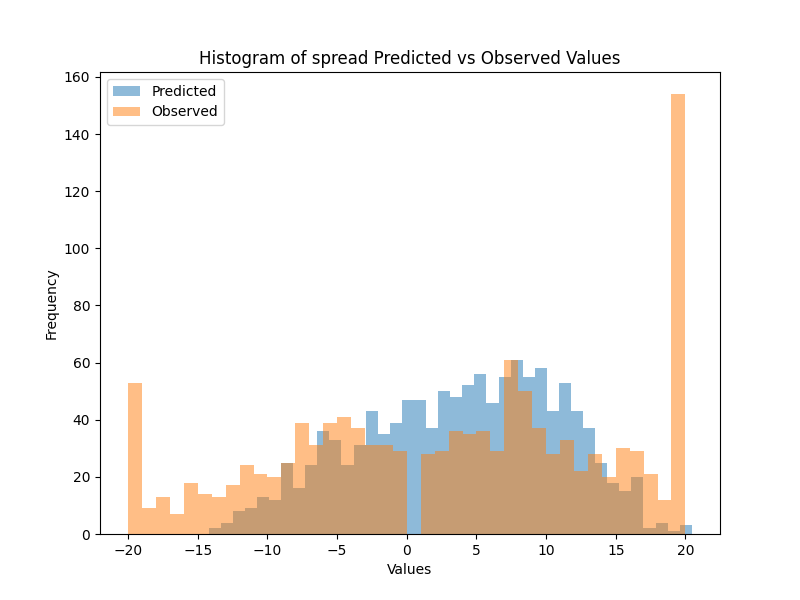 Histogram of spread Predicted vs Observed Values
Predicted
Observed
160
140
120
100
80
60
40
20
0
Frequency
−20 −15 −10 −5 0 5 10 15 20
Values